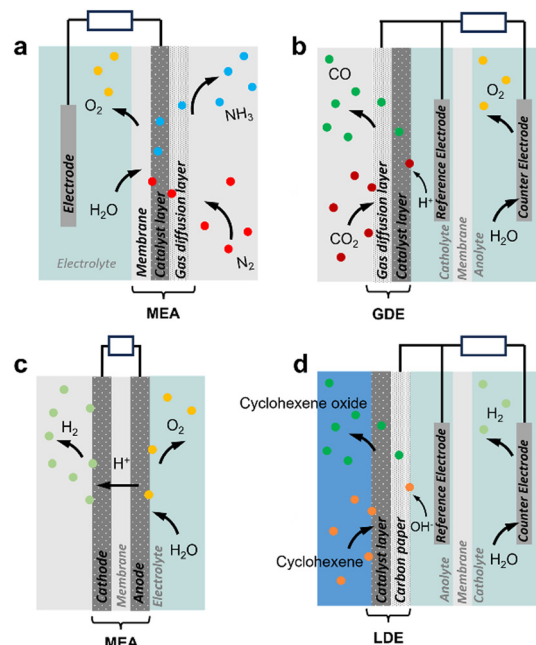 a
O₂
NH₃
Electrode
H₂O
Membrane
Catalyst layer
Gas diffusion layer
N₂
Electrolyte
MEA
b
CO
O₂
CO₂
Gas diffusion layer
Catalyst layer
H⁺
Reference Electrode
Catholyte
Membrane
Anolyte
H₂O
Counter Electrode
GDE
c
H₂
O₂
H⁺
H₂O
Cathode
Membrane
Anode
Electrolyte
MEA
d
Cyclohexene oxide
H₂
Cyclohexene
Catalyst layer
Carbon paper
OH⁻
Reference Electrode
Anolyte
Membrane
Catholyte
H₂O
Counter Electrode
LDE